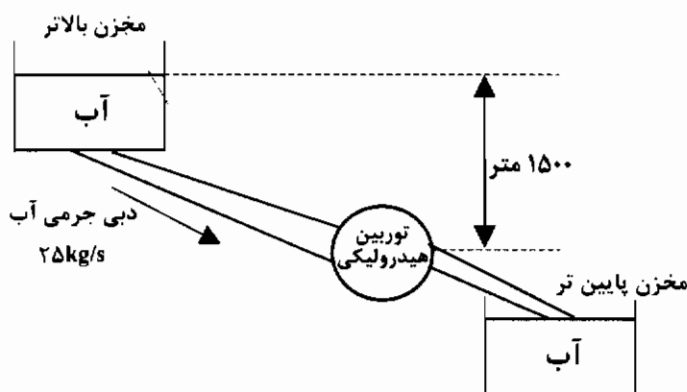 مخزن بالاتر
آب
۱۵۰۰ متر
دبی جرمی آب
۲۵kg/s
توربین
هیدرولیکی
مخزن پایین تر
آب